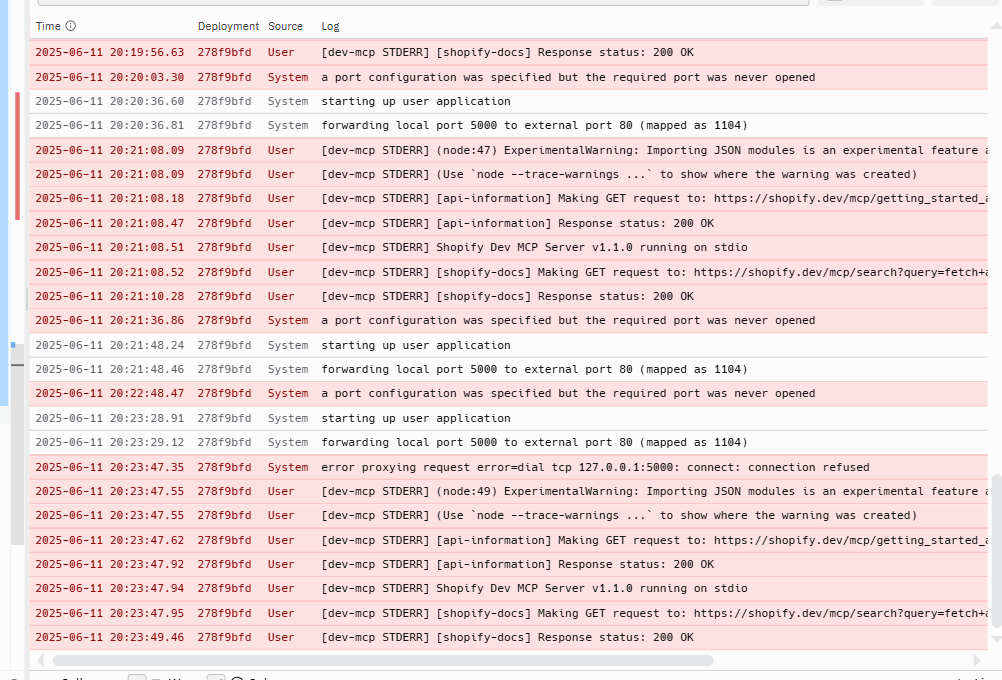 Time Deployment Source Log
2025-06-11 20:19:56.63 278f9bfd User [dev-mcp STDERR] [shopify-docs] Response status: 200 OK
2025-06-11 20:20:03.30 278f9bfd System a port configuration was specified but the required port was never opened
2025-06-11 20:20:36.60 278f9bfd System starting up user application
2025-06-11 20:20:36.81 278f9bfd System forwarding local port 5000 to external port 80 (mapped as 1104)
2025-06-11 20:21:08.09 278f9bfd User [dev-mcp STDERR] (node:47) ExperimentalWarning: Importing JSON modules is an experimental feature a
2025-06-11 20:21:08.09 278f9bfd User [dev-mcp STDERR] (Use `node --trace-warnings ...` to show where the warning was created)
2025-06-11 20:21:08.18 278f9bfd User [dev-mcp STDERR] [api-information] Making GET request to: https://shopify.dev/mcp/getting_started_a
2025-06-11 20:21:08.47 278f9bfd User [dev-mcp STDERR] [api-information] Response status: 200 OK
2025-06-11 20:21:08.51 278f9bfd User [dev-mcp STDERR] Shopify Dev MCP Server v1.1.0 running on stdio
2025-06-11 20:21:08.52 278f9bfd User [dev-mcp STDERR] [shopify-docs] Making GET request to: https://shopify.dev/mcp/search?query=fetch+a
2025-06-11 20:21:10.28 278f9bfd User [dev-mcp STDERR] [shopify-docs] Response status: 200 OK
2025-06-11 20:21:36.86 278f9bfd System a port configuration was specified but the required port was never opened
2025-06-11 20:21:48.24 278f9bfd System starting up user application
2025-06-11 20:21:48.46 278f9bfd System forwarding local port 5000 to external port 80 (mapped as 1104)
2025-06-11 20:22:48.47 278f9bfd System a port configuration was specified but the required port was never opened
2025-06-11 20:23:28.91 278f9bfd System starting up user application
2025-06-11 20:23:29.12 278f9bfd System forwarding local port 5000 to external port 80 (mapped as 1104)
2025-06-11 20:23:47.35 278f9bfd System error proxying request error=dial tcp 127.0.0.1:5000: connect: connection refused
2025-06-11 20:23:47.55 278f9bfd User [dev-mcp STDERR] (node:49) ExperimentalWarning: Importing JSON modules is an experimental feature a
2025-06-11 20:23:47.55 278f9bfd User [dev-mcp STDERR] (Use `node --trace-warnings ...` to show where the warning was created)
2025-06-11 20:23:47.62 278f9bfd User [dev-mcp STDERR] [api-information] Making GET request to: https://shopify.dev/mcp/getting_started_a
2025-06-11 20:23:47.92 278f9bfd User [dev-mcp STDERR] [api-information] Response status: 200 OK
2025-06-11 20:23:47.94 278f9bfd User [dev-mcp STDERR] Shopify Dev MCP Server v1.1.0 running on stdio
2025-06-11 20:23:47.95 278f9bfd User [dev-mcp STDERR] [shopify-docs] Making GET request to: https://shopify.dev/mcp/search?query=fetch+a
2025-06-11 20:23:49.46 278f9bfd User [dev-mcp STDERR] [shopify-docs] Response status: 200 OK